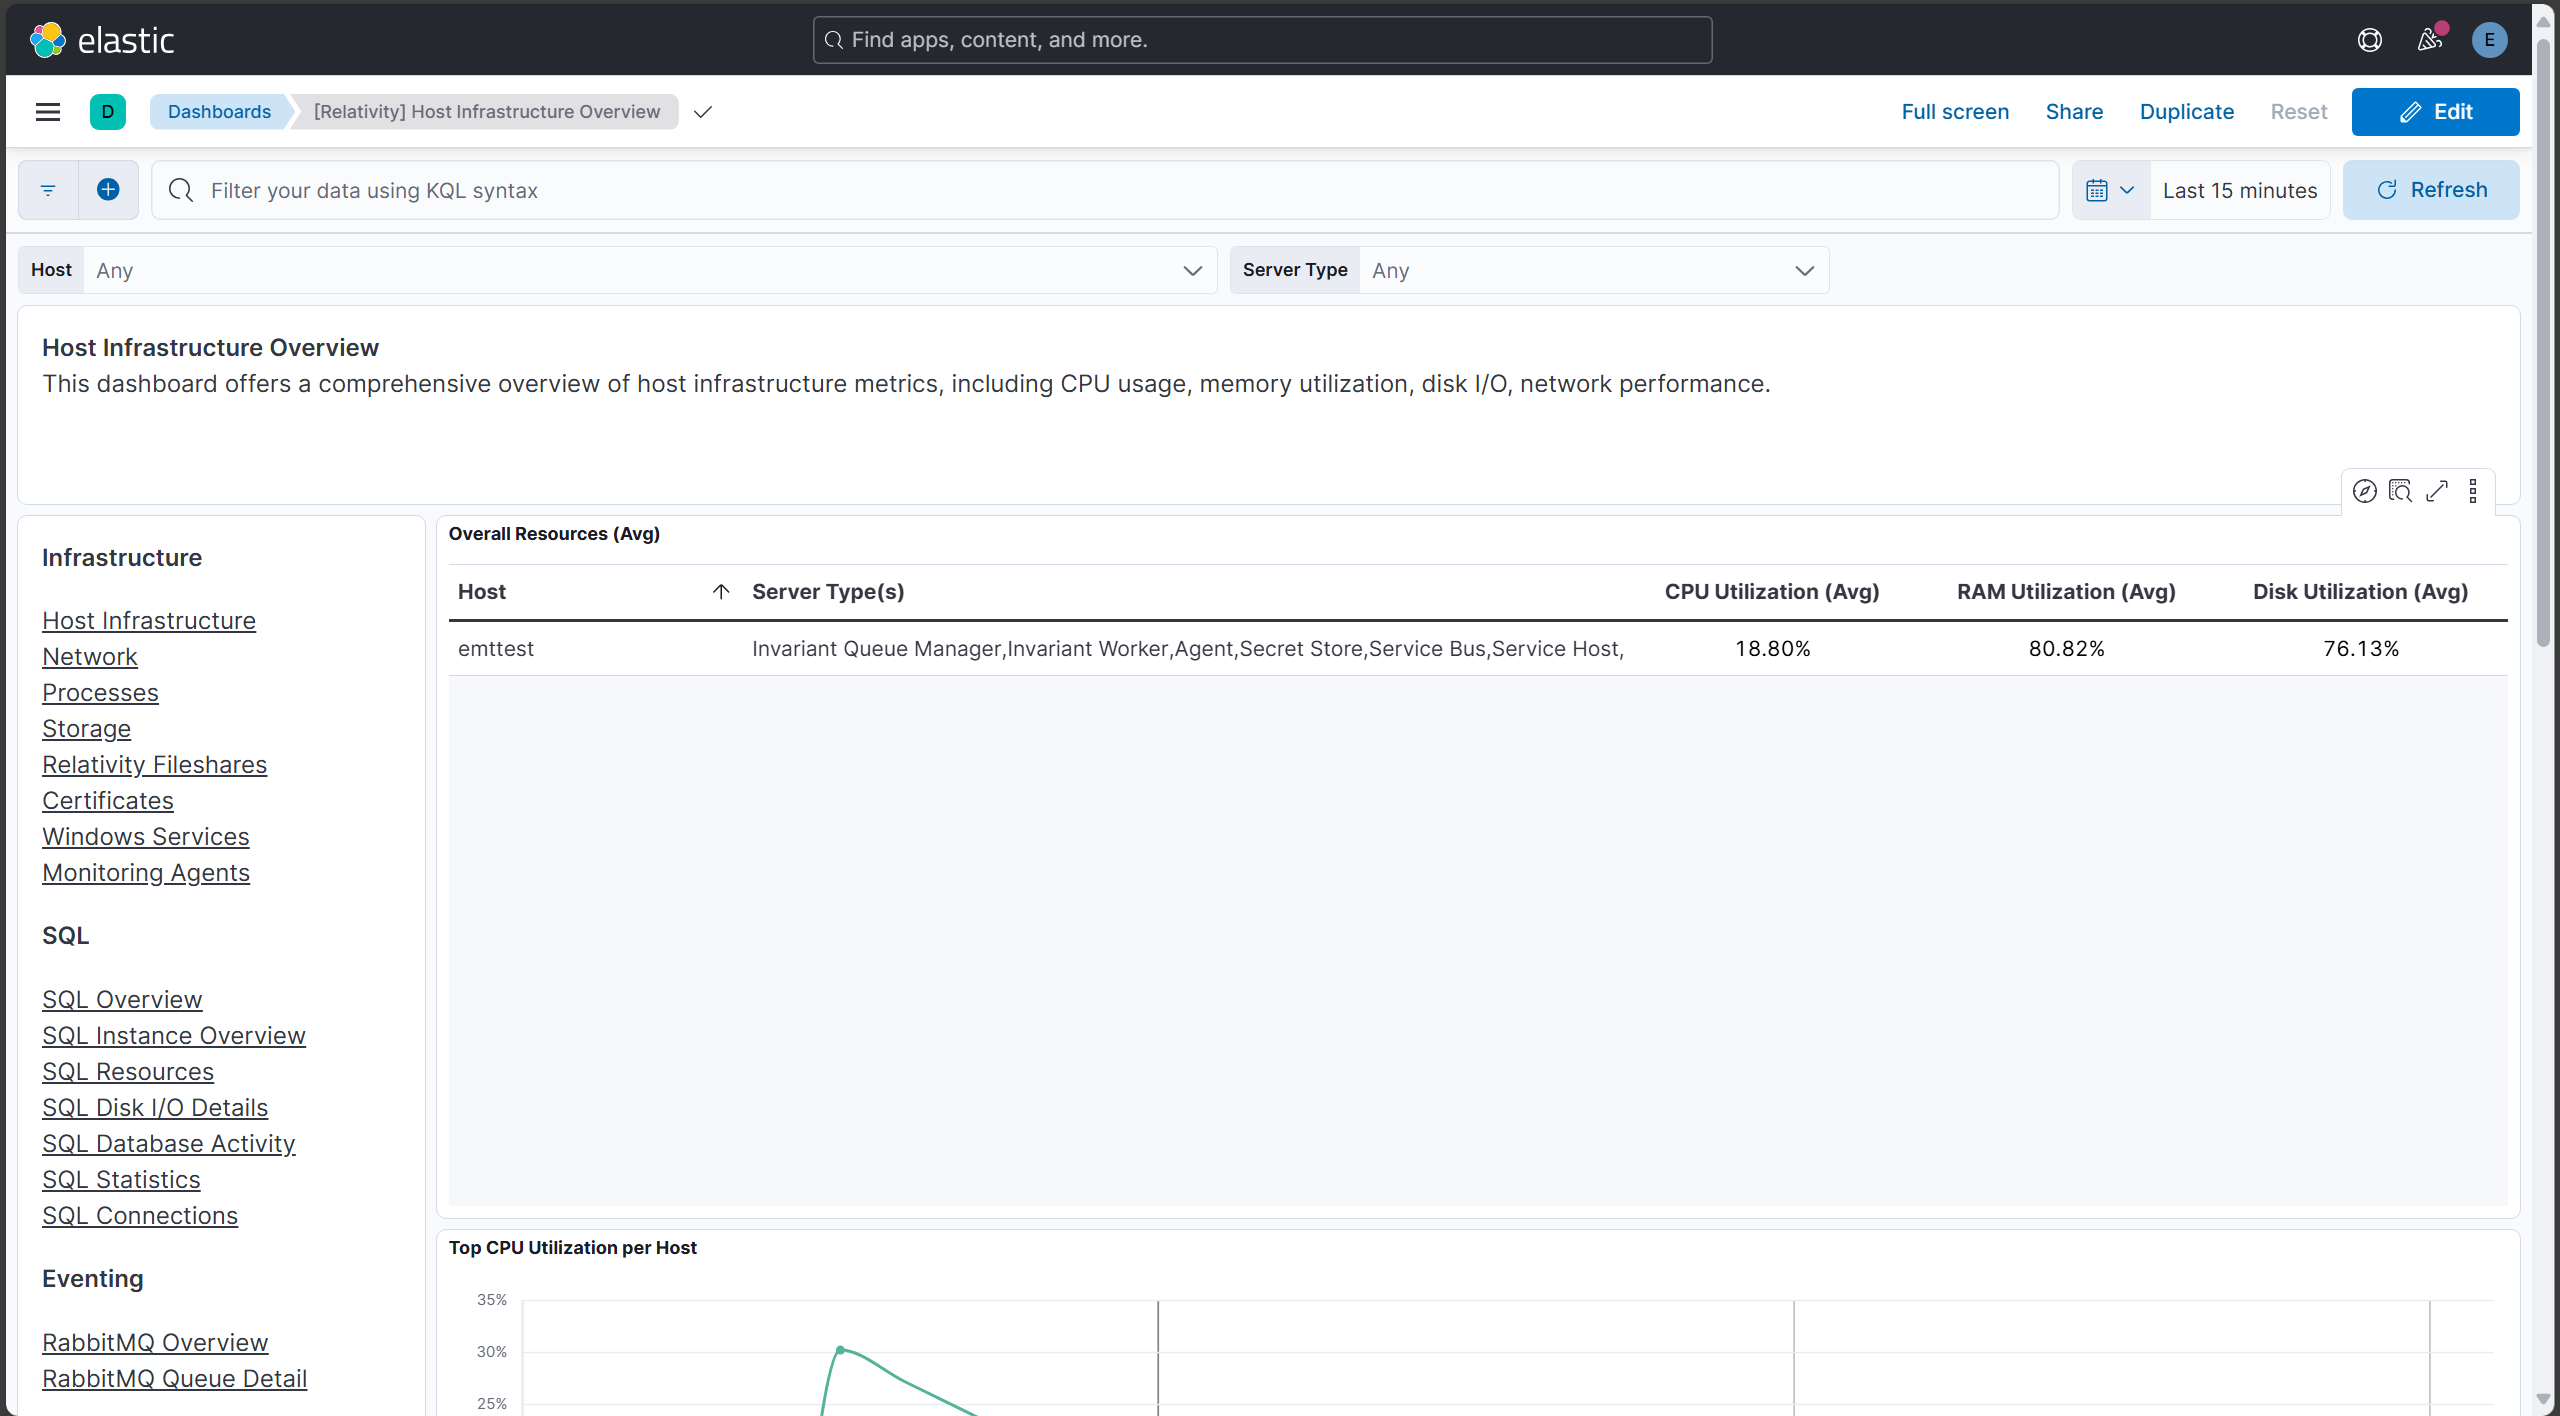 elastic
Find apps, content, and more.
E
D
Dashboards
[Relativity] Host Infrastructure Overview
Full screen
Share
Duplicate
Reset
Edit
Filter your data using KQL syntax
Last 15 minutes
Refresh
Host
Any
Server Type
Any
Host Infrastructure Overview
This dashboard offers a comprehensive overview of host infrastructure metrics, including CPU usage, memory utilization, disk I/O, network performance.
Infrastructure
Host Infrastructure
Network
Processes
Storage
Relativity Fileshares
Certificates
Windows Services
Monitoring Agents
SQL
SQL Overview
SQL Instance Overview
SQL Resources
SQL Disk I/O Details
SQL Database Activity
SQL Statistics
SQL Connections
Eventing
RabbitMQ Overview
RabbitMQ Queue Detail
Overall Resources (Avg)
Host Server Type(s) CPU Utilization (Avg) RAM Utilization (Avg) Disk Utilization (Avg)
emttest Invariant Queue Manager,Invariant Worker,Agent,Secret Store,Service Bus,Service Host, 18.80% 80.82% 76.13%
Top CPU Utilization per Host
35%
30%
25%